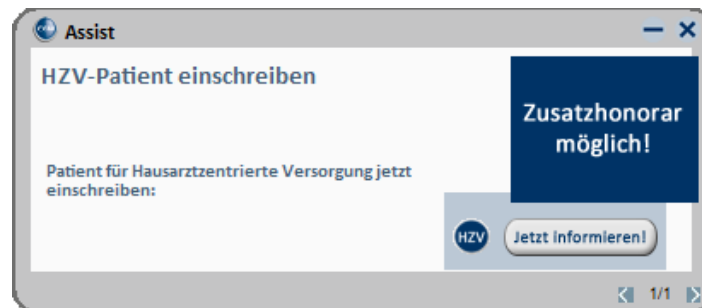 Assist
HZV-Patient einschreiben
Zusatzhonorar
möglich!
Patient für Hausarztzentrierte Versorgung jetzt
einschreiben:
HZV
Jetzt informieren!
1/1